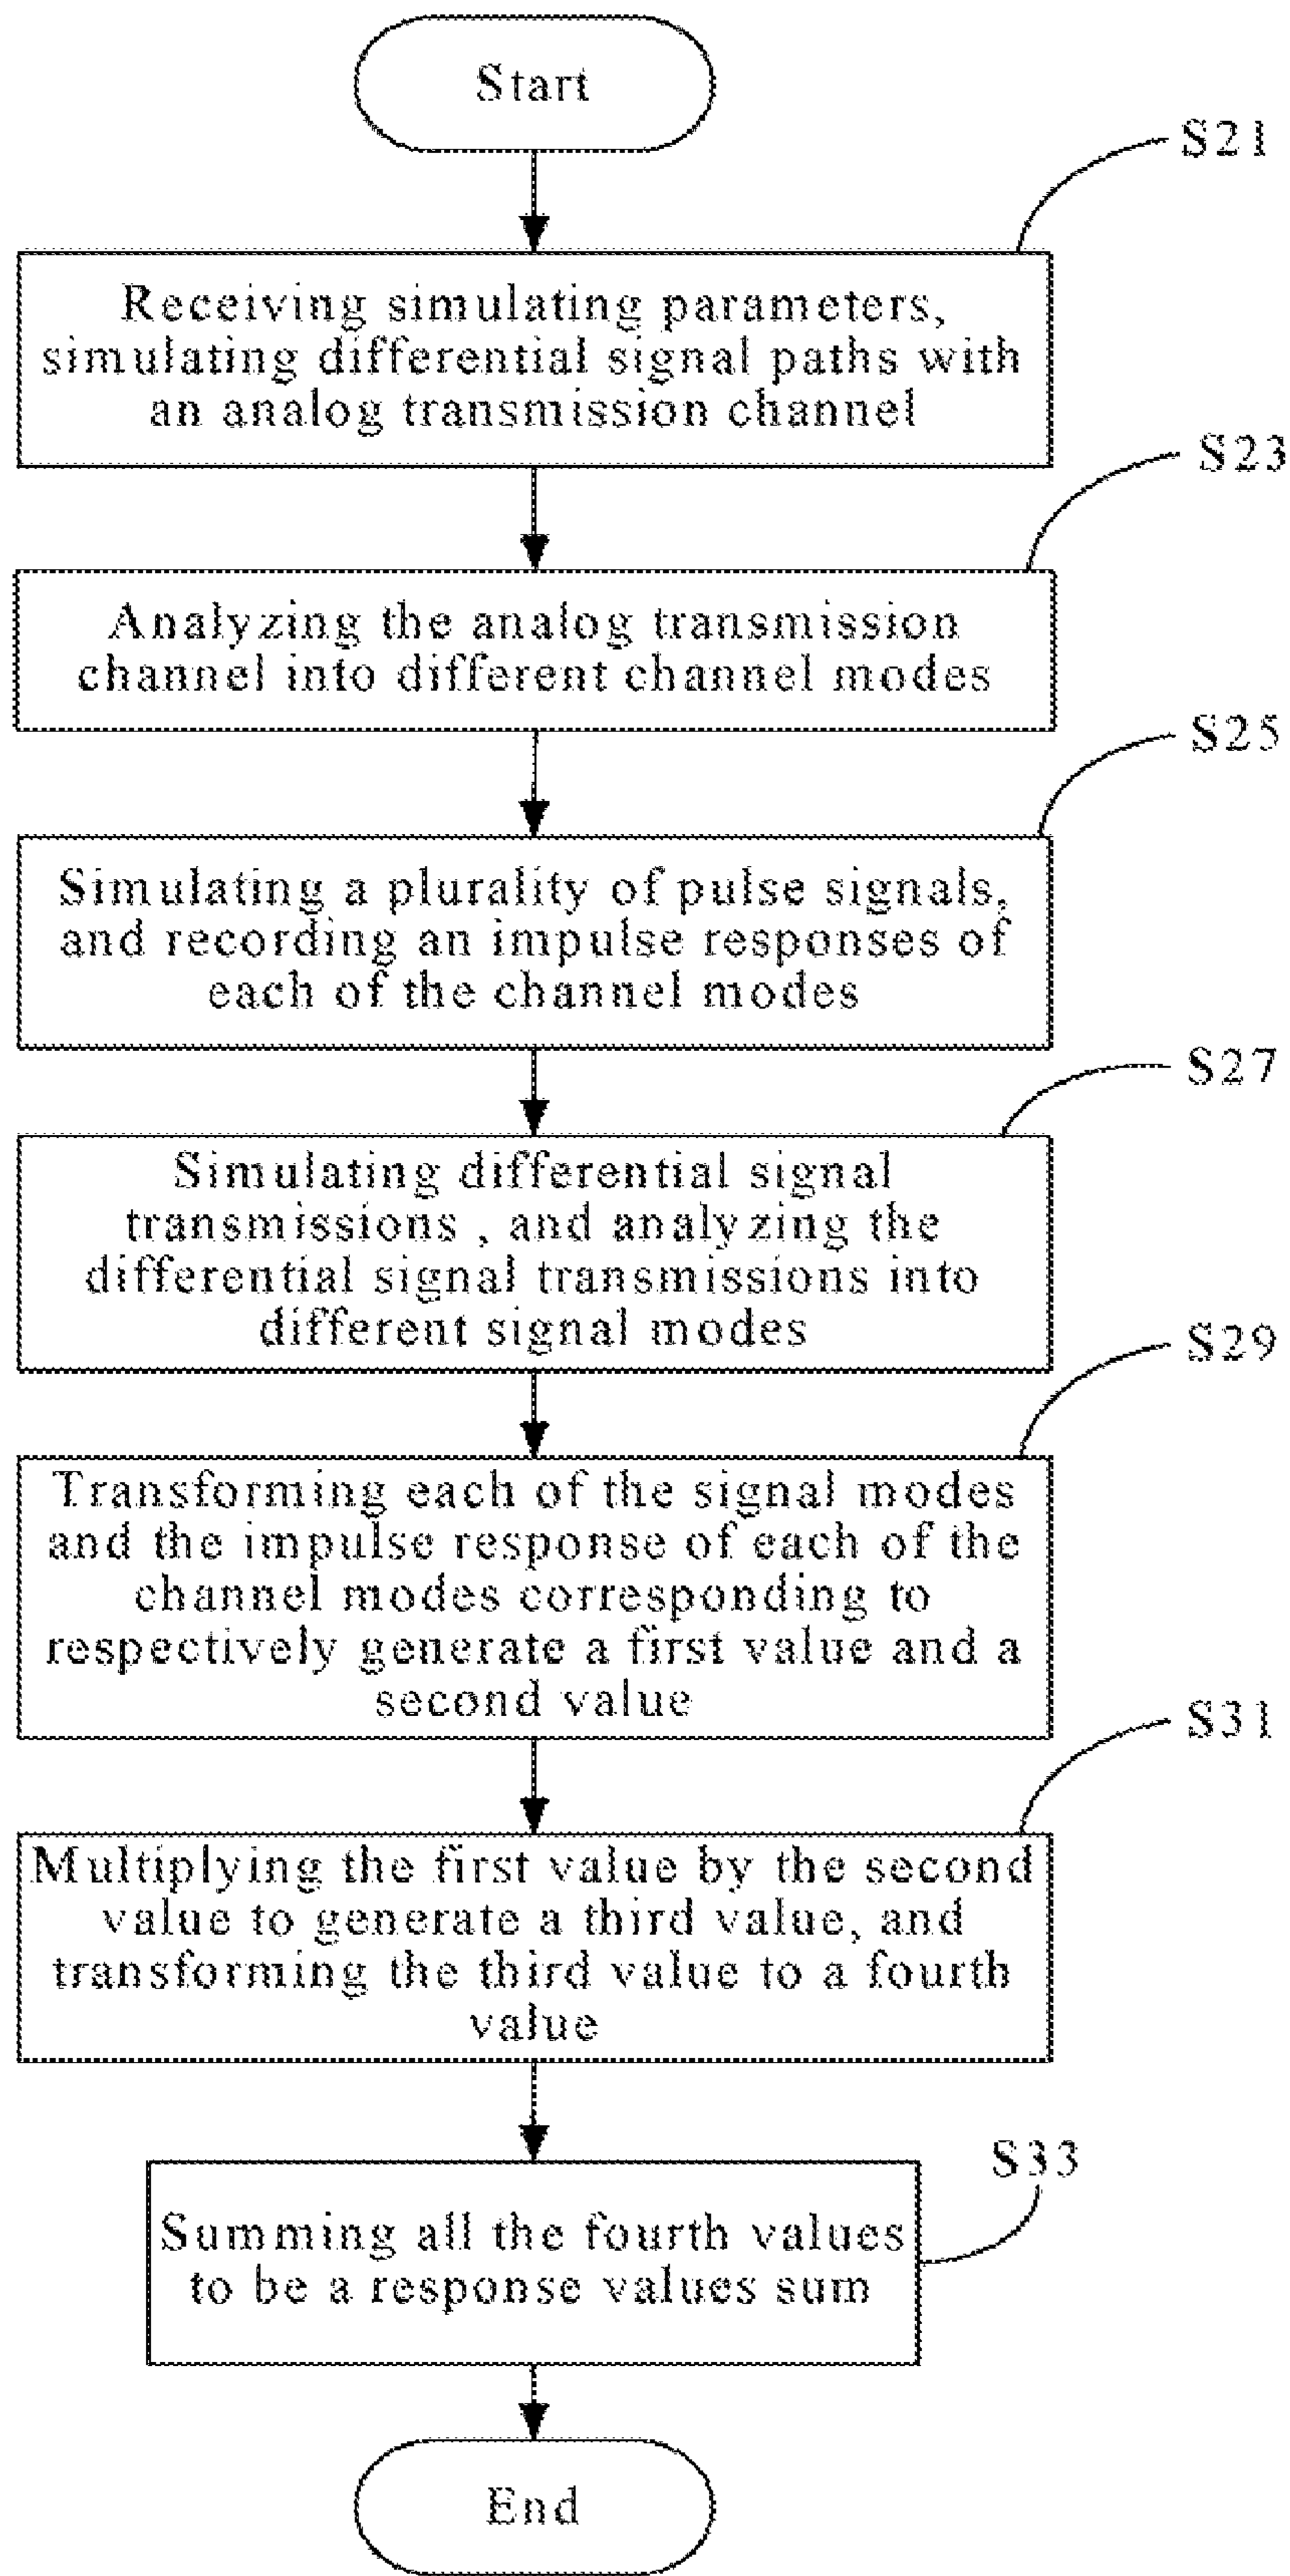 Start
S21
Receiving simulating parameters,
simulating differential signal paths with
an analog transmission channel
S23
Analyzing the analog transmission
channel into different channel modes
S25
Simulating a plurality of pulse signals,
and recording an impulse responses of
each of the channel modes
S27
Simulating differential signal
transmissions , and analyzing the
differential signal transmissions into
different signal modes
S29
Transforming each of the signal modes
and the impulse response of each of the
channel modes corresponding to
respectively generate a first value and a
second value
S31
Multiplying the first value by the second
value to generate a third value, and
transforming the third value to a fourth
value
S33
Summing all the fourth values
to be a response values sum
End